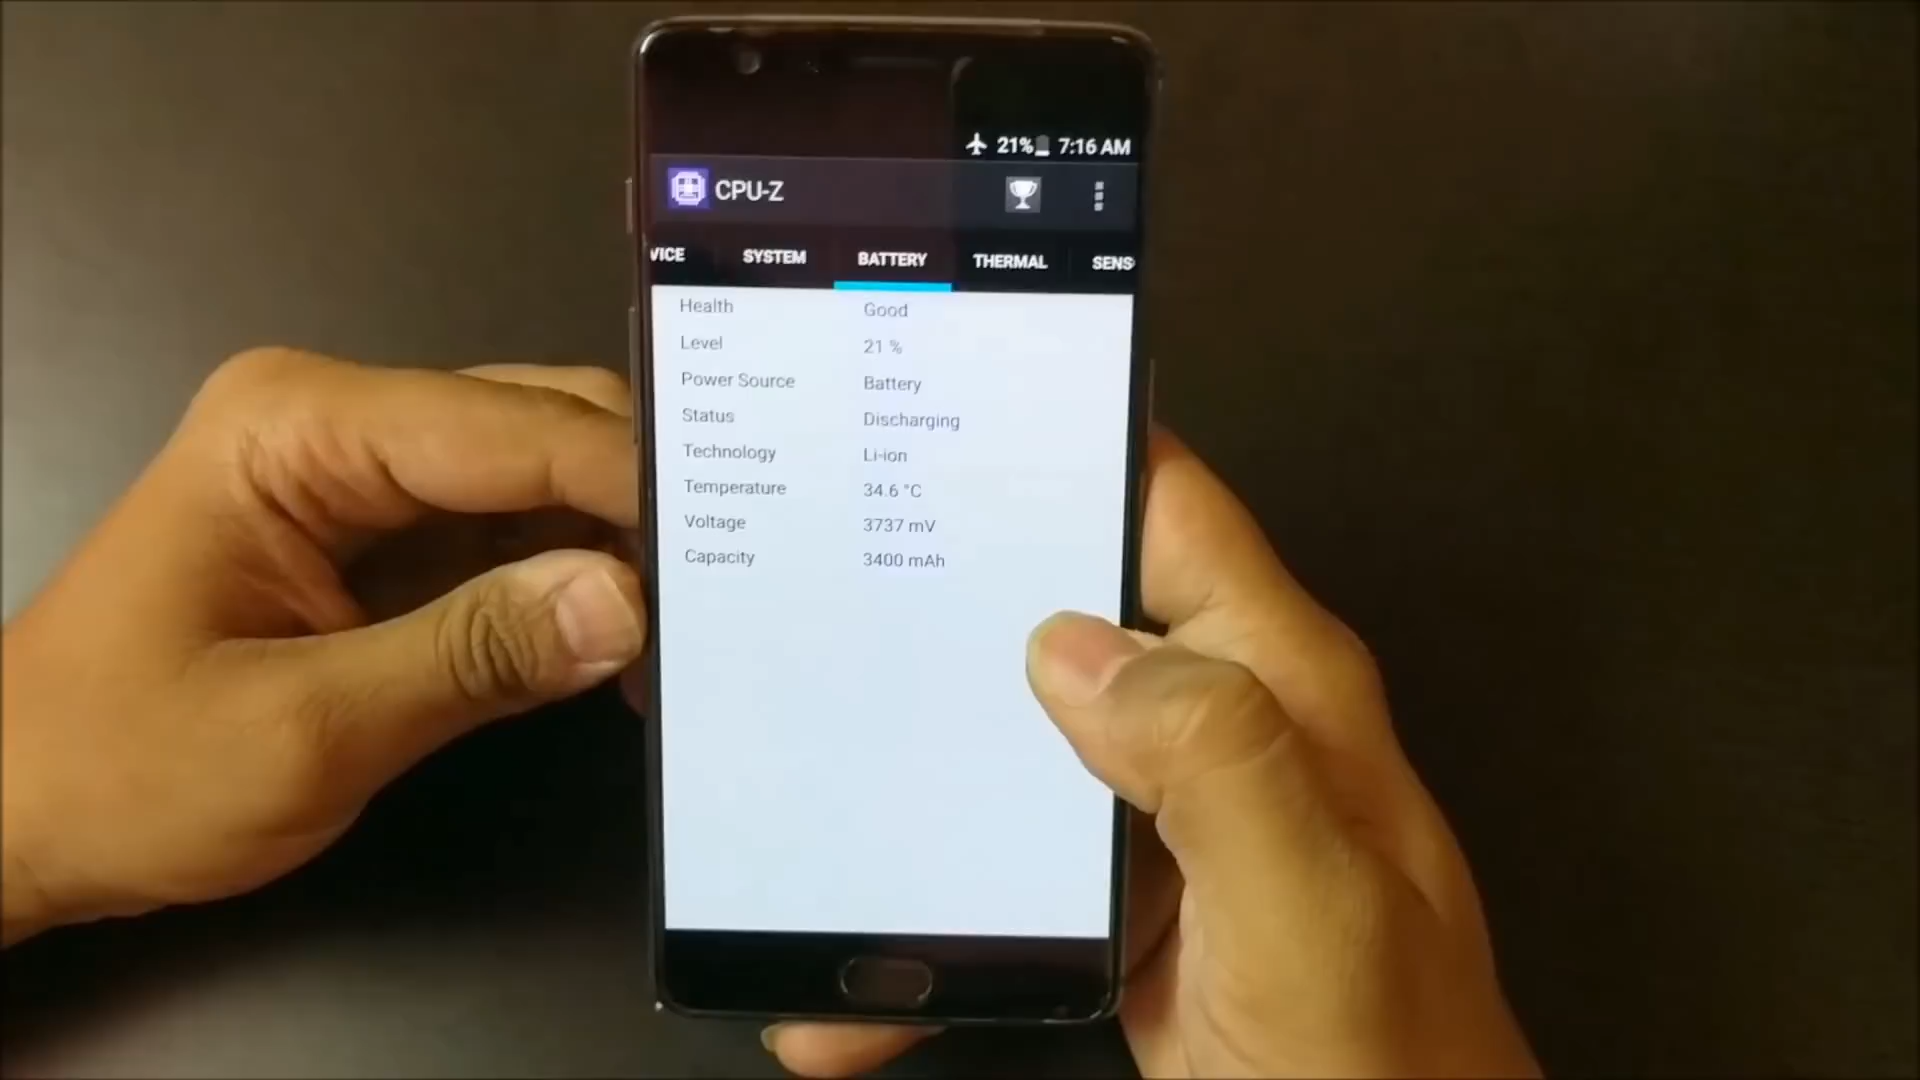 21% 7:16 AM
CPU-Z
VICE SYSTEM BATTERY THERMAL SENS
Health Good
Level 21 %
Power Source Battery
Status Discharging
Technology Li-ion
Temperature 34.6 °C
Voltage 3737 mV
Capacity 3400 mAh